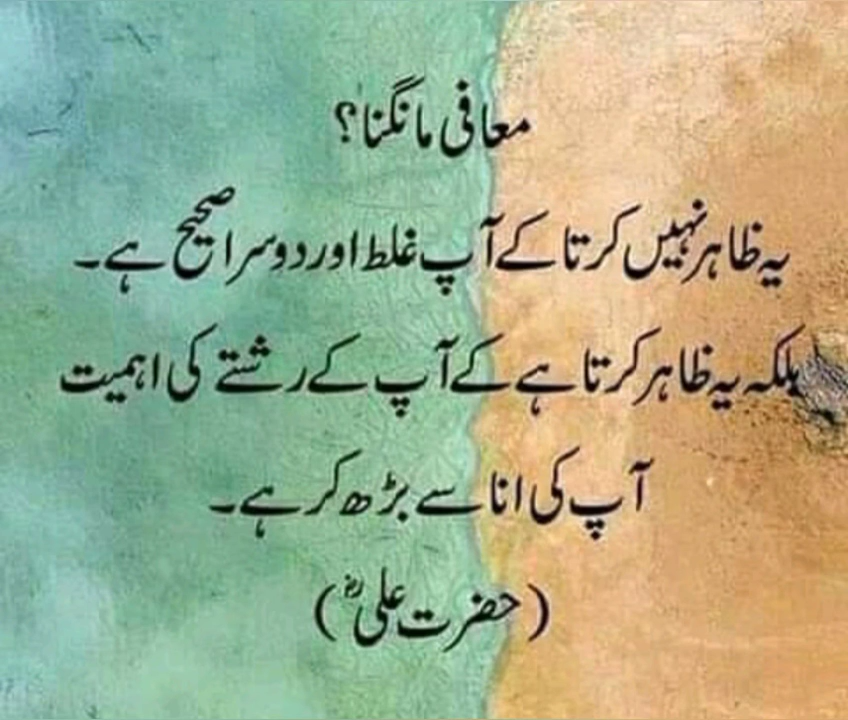 معافی مانگنا؟
یہ ظاہر نہیں کرتا کے آپ غلط اور دوسرا صحیح ہے۔
بلکہ یہ ظاہر کرتا ہے کے آپ کے رشتے کی اہمیت
آپ کی انا سے بڑھ کر ہے۔
(حضرت علیؓ)